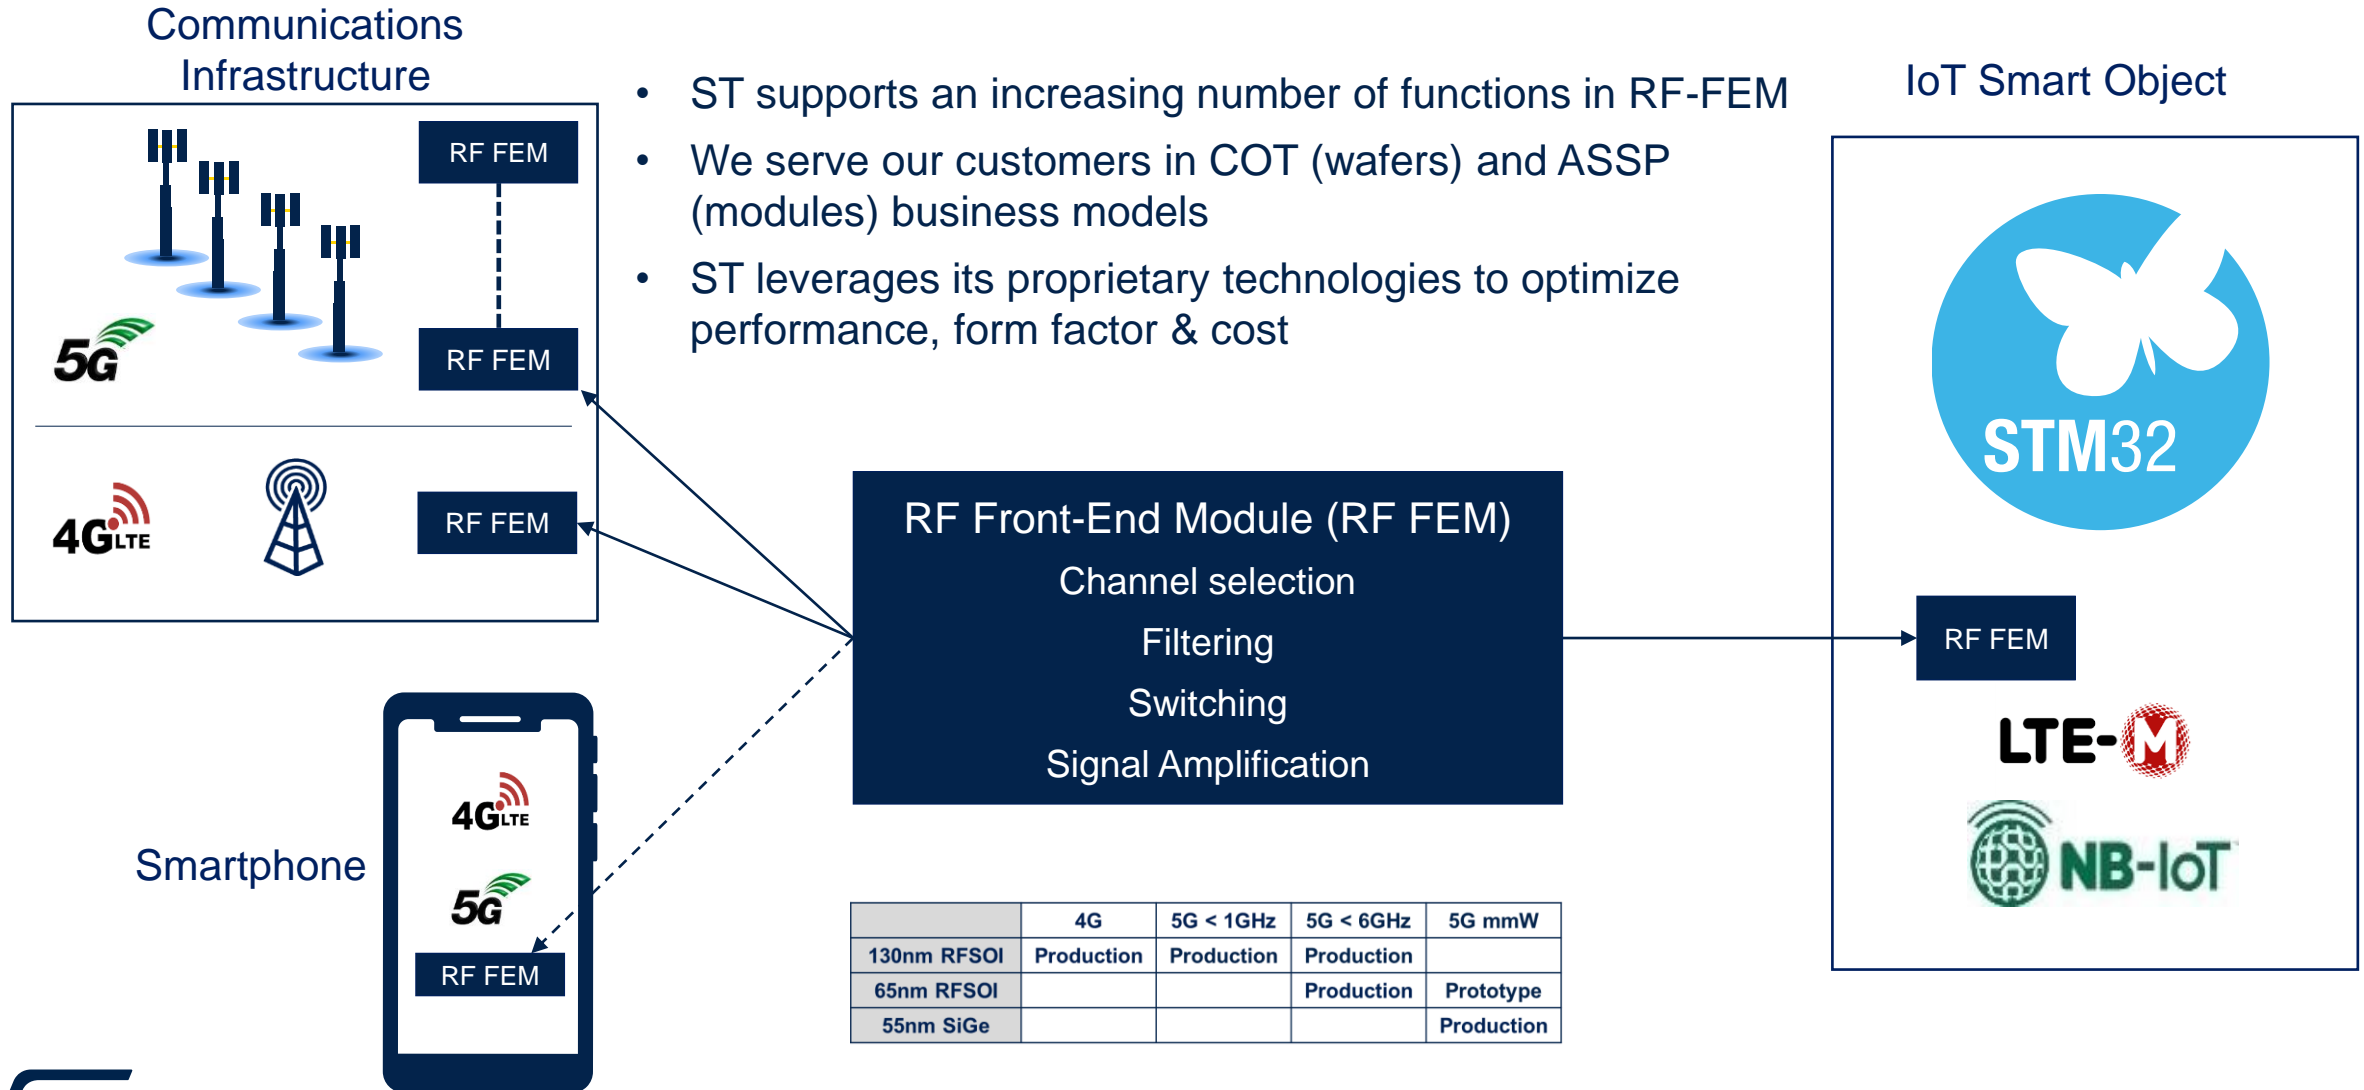 Communications
Infrastructure
RF FEM
RF FEM
5G
4G LTE
RF FEM
• ST supports an increasing number of functions in RF-FEM
• We serve our customers in COT (wafers) and ASSP
(modules) business models
• ST leverages its proprietary technologies to optimize
performance, form factor & cost
IoT Smart Object
STM32
RF FEM
LTE-M
NB-IoT
RF Front-End Module (RF FEM)
Channel selection
Filtering
Switching
Signal Amplification
Smartphone
4G LTE
5G
RF FEM
4G 5G < 1GHz 5G < 6GHz 5G mmW
130nm RFSOI Production Production Production
65nm RFSOI Production Prototype
55nm SiGe Production